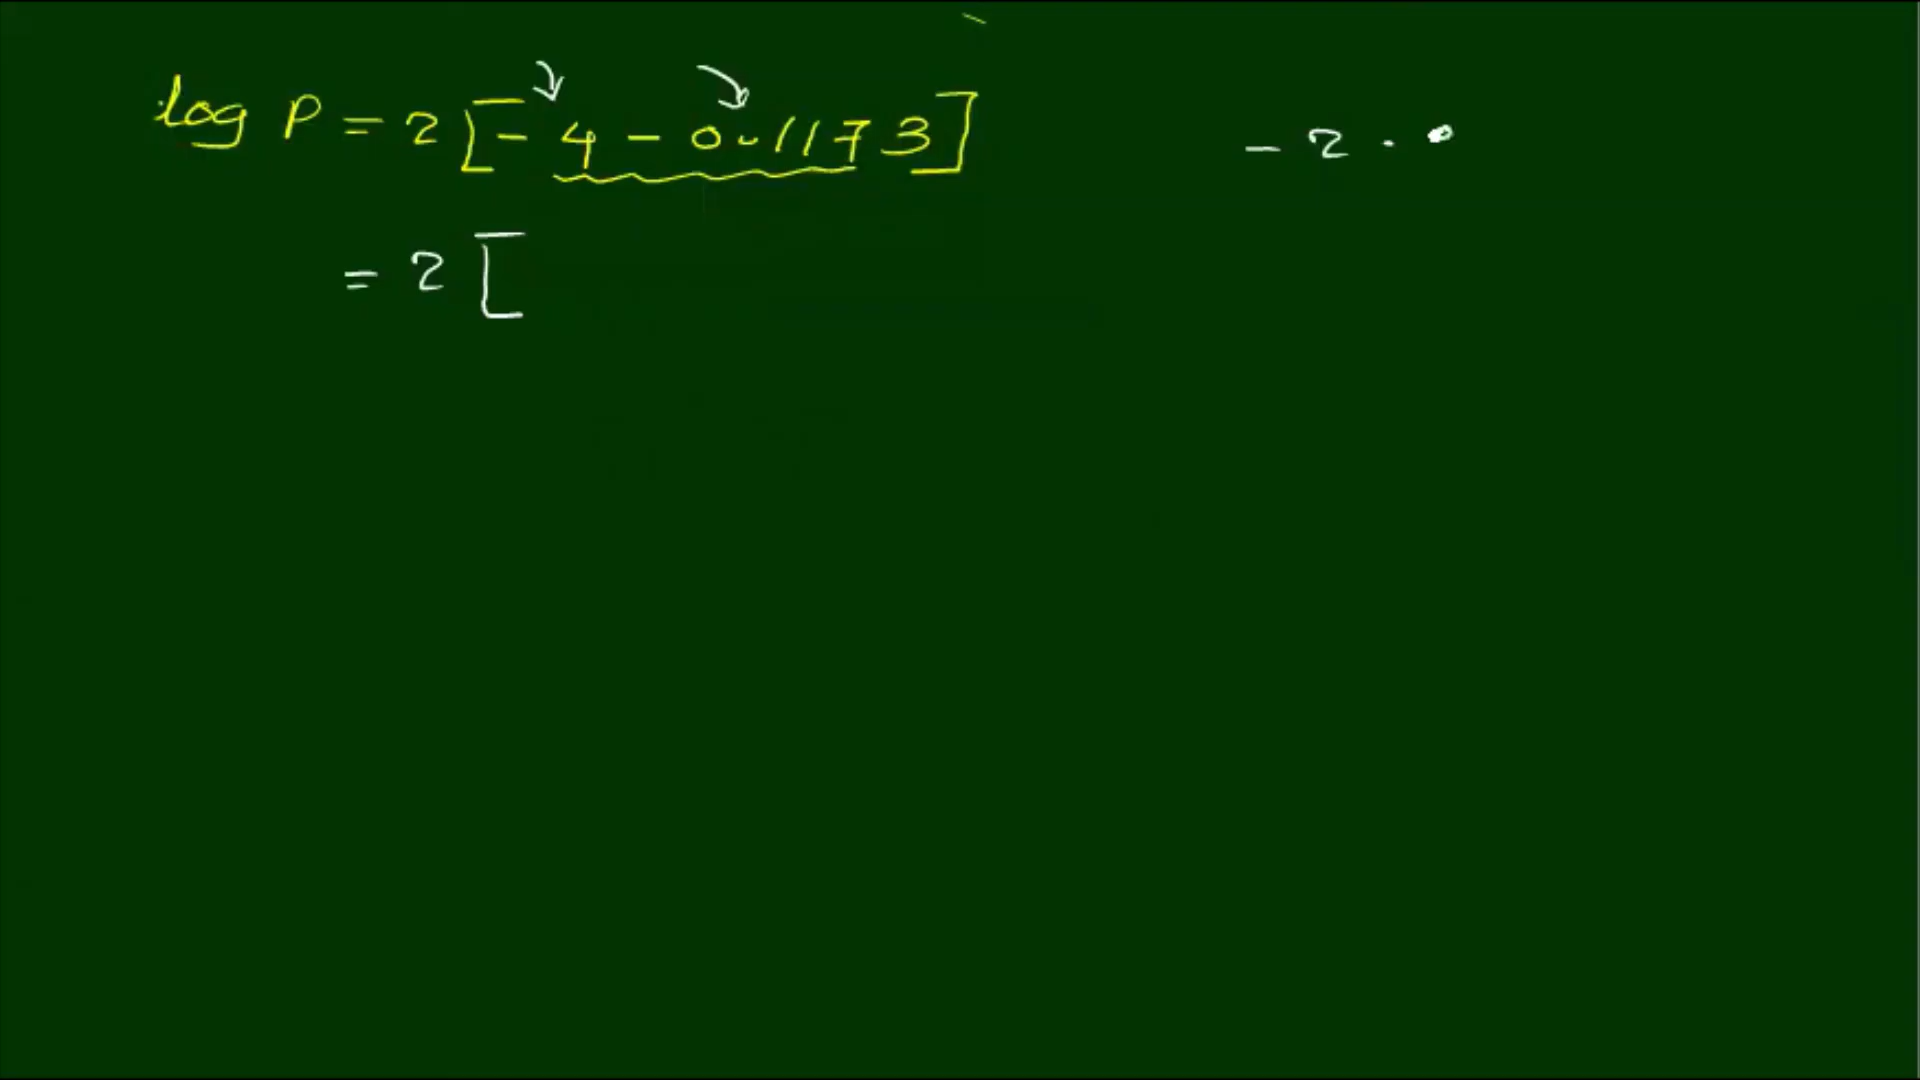 log P = 2 [ - 4 - 0.1173 ]
- 2 .
= 2 [